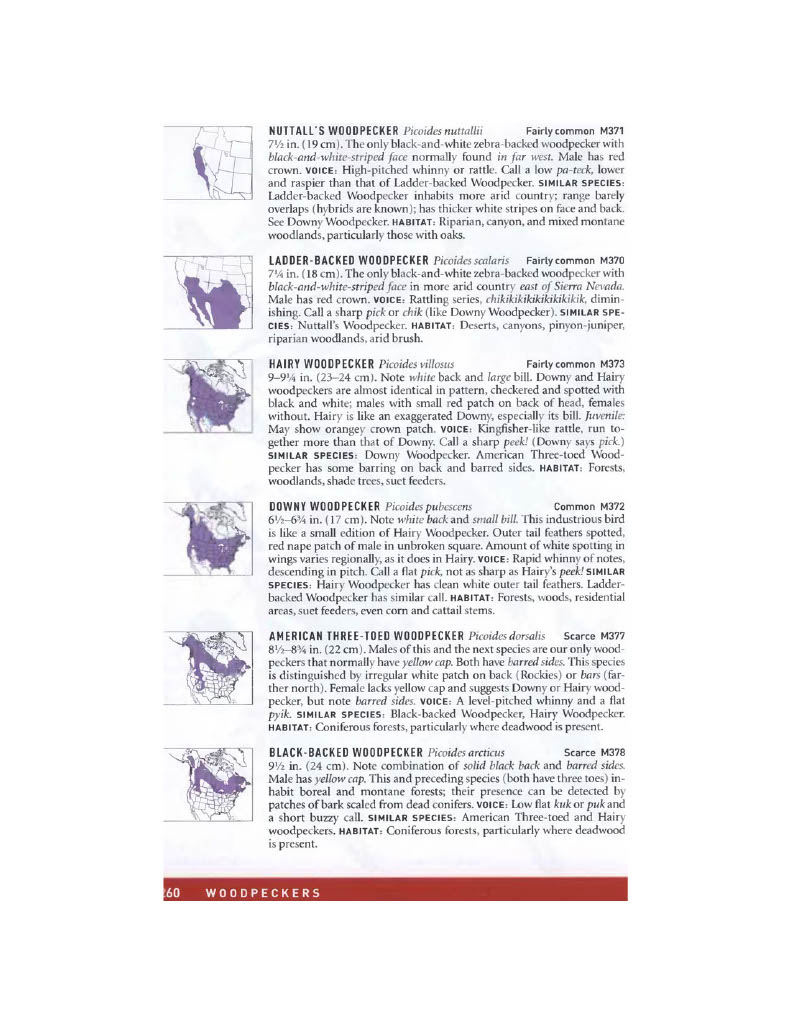 NUTTALL'S WOODPECKER Picoides nuttallii Fairly common M371
7½ in. (19 cm). The only black-and-white zebra-backed woodpecker with
black-and-white-striped face normally found in far west. Male has red
crown. VOICE: High-pitched whinny or rattle. Call a low pa-teck, lower
and raspier than that of Ladder-backed Woodpecker. SIMILAR SPECIES:
Ladder-backed Woodpecker inhabits more arid country; range barely
overlaps (hybrids are known); has thicker white stripes on face and back.
See Downy Woodpecker. HABITAT: Riparian, canyon, and mixed montane
woodlands, particularly those with oaks.
LADDER-BACKED WOODPECKER Picoides scalaris Fairly common M370
7¼ in. (18 cm). The only black-and-white zebra-backed woodpecker with
black-and-white-striped face in more arid country east of Sierra Nevada.
Male has red crown. VOICE: Rattling series, chikikikikikikikikik, dimin-
ishing. Call a sharp pick or chik (like Downy Woodpecker). SIMILAR SPE-
CIES: Nuttall's Woodpecker. HABITAT: Deserts, canyons, pinyon-juniper,
riparian woodlands, arid brush.
HAIRY WOODPECKER Picoides villosus Fairly common M373
9–9¼ in. (23–24 cm). Note white back and large bill. Downy and Hairy
woodpeckers are almost identical in pattern, checkered and spotted with
black and white; males with small red patch on back of head, females
without. Hairy is like an exaggerated Downy, especially its bill. Juvenile:
May show orangey crown patch. VOICE: Kingfisher-like rattle, run to-
gether more than that of Downy. Call a sharp peek! (Downy says pick.)
SIMILAR SPECIES: Downy Woodpecker. American Three-toed Wood-
pecker has some barring on back and barred sides. HABITAT: Forests,
woodlands, shade trees, suet feeders.
DOWNY WOODPECKER Picoides pubescens Common M372
6½–6¾ in. (17 cm). Note white back and small bill. This industrious bird
is like a small edition of Hairy Woodpecker. Outer tail feathers spotted,
red nape patch of male in unbroken square. Amount of white spotting in
wings varies regionally, as it does in Hairy. VOICE: Rapid whinny of notes,
descending in pitch. Call a flat pick, not as sharp as Hairy's peek! SIMILAR
SPECIES: Hairy Woodpecker has clean white outer tail feathers. Ladder-
backed Woodpecker has similar call. HABITAT: Forests, woods, residential
areas, suet feeders, even corn and cattail stems.
AMERICAN THREE-TOED WOODPECKER Picoides dorsalis Scarce M377
8½–8¾ in. (22 cm). Males of this and the next species are our only wood-
peckers that normally have yellow cap. Both have barred sides. This species
is distinguished by irregular white patch on back (Rockies) or bars (far-
ther north). Female lacks yellow cap and suggests Downy or Hairy wood-
pecker, but note barred sides. VOICE: A level-pitched whinny and a flat
pyik. SIMILAR SPECIES: Black-backed Woodpecker, Hairy Woodpecker.
HABITAT: Coniferous forests, particularly where deadwood is present.
BLACK-BACKED WOODPECKER Picoides arcticus Scarce M378
9½ in. (24 cm). Note combination of solid black back and barred sides.
Male has yellow cap. This and preceding species (both have three toes) in-
habit boreal and montane forests; their presence can be detected by
patches of bark scaled from dead conifers. VOICE: Low flat kuk or puk and
a short buzzy call. SIMILAR SPECIES: American Three-toed and Hairy
woodpeckers. HABITAT: Coniferous forests, particularly where deadwood
is present.
260 WOODPECKERS